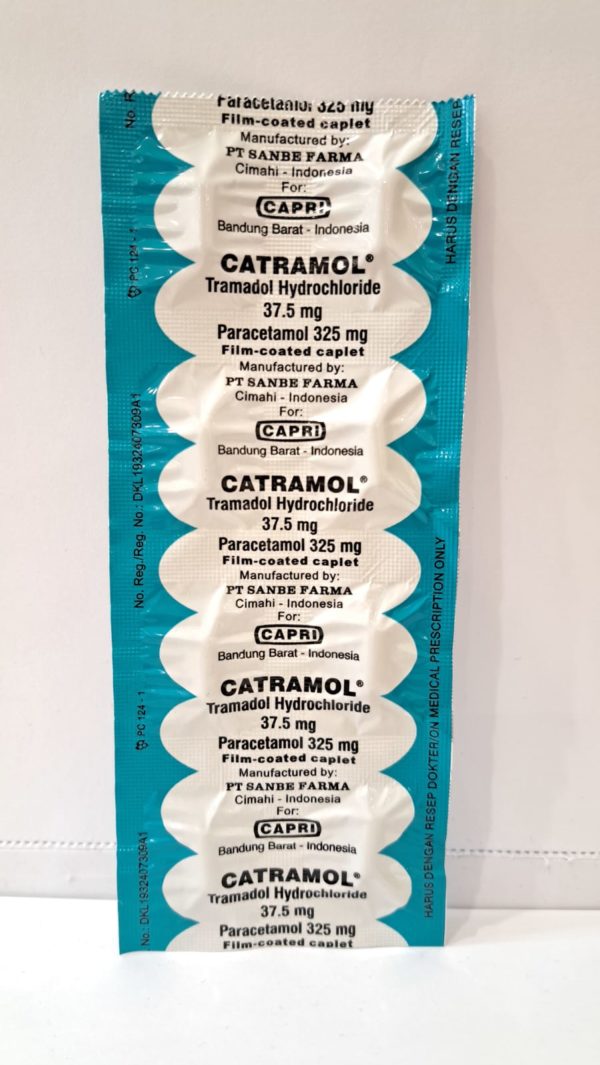 Paracetamol 325 mg
Film-coated caplet
Manufactured by:
PT SANBE FARMA
Cimahi - Indonesia
For:
CAPRI
Bandung Barat - Indonesia
CATRAMOL®
Tramadol Hydrochloride
37.5 mg
Paracetamol 325 mg
Film-coated caplet
Manufactured by:
PT SANBE FARMA
Cimahi - Indonesia
For:
CAPRI
Bandung Barat - Indonesia
CATRAMOL®
Tramadol Hydrochloride
37.5 mg
Paracetamol 325 mg
Film-coated caplet
Manufactured by:
PT SANBE FARMA
Cimahi - Indonesia
For:
CAPRI
Bandung Barat - Indonesia
CATRAMOL®
Tramadol Hydrochloride
37.5 mg
Paracetamol 325 mg
Film-coated caplet
Manufactured by:
PT SANBE FARMA
Cimahi - Indonesia
For:
CAPRI
Bandung Barat - Indonesia
CATRAMOL®
Tramadol Hydrochloride
37.5 mg
Paracetamol 325 mg
Film-coated caplet
No. R
PC 124 - 1
No. Reg./Reg. No.: DKL1932407309A1
PC 124 - 1
No.: DKL1932407309A1
HARUS DENGAN RESEP
HARUS DENGAN RESEP DOKTER/ON MEDICAL PRESCRIPTION ONLY